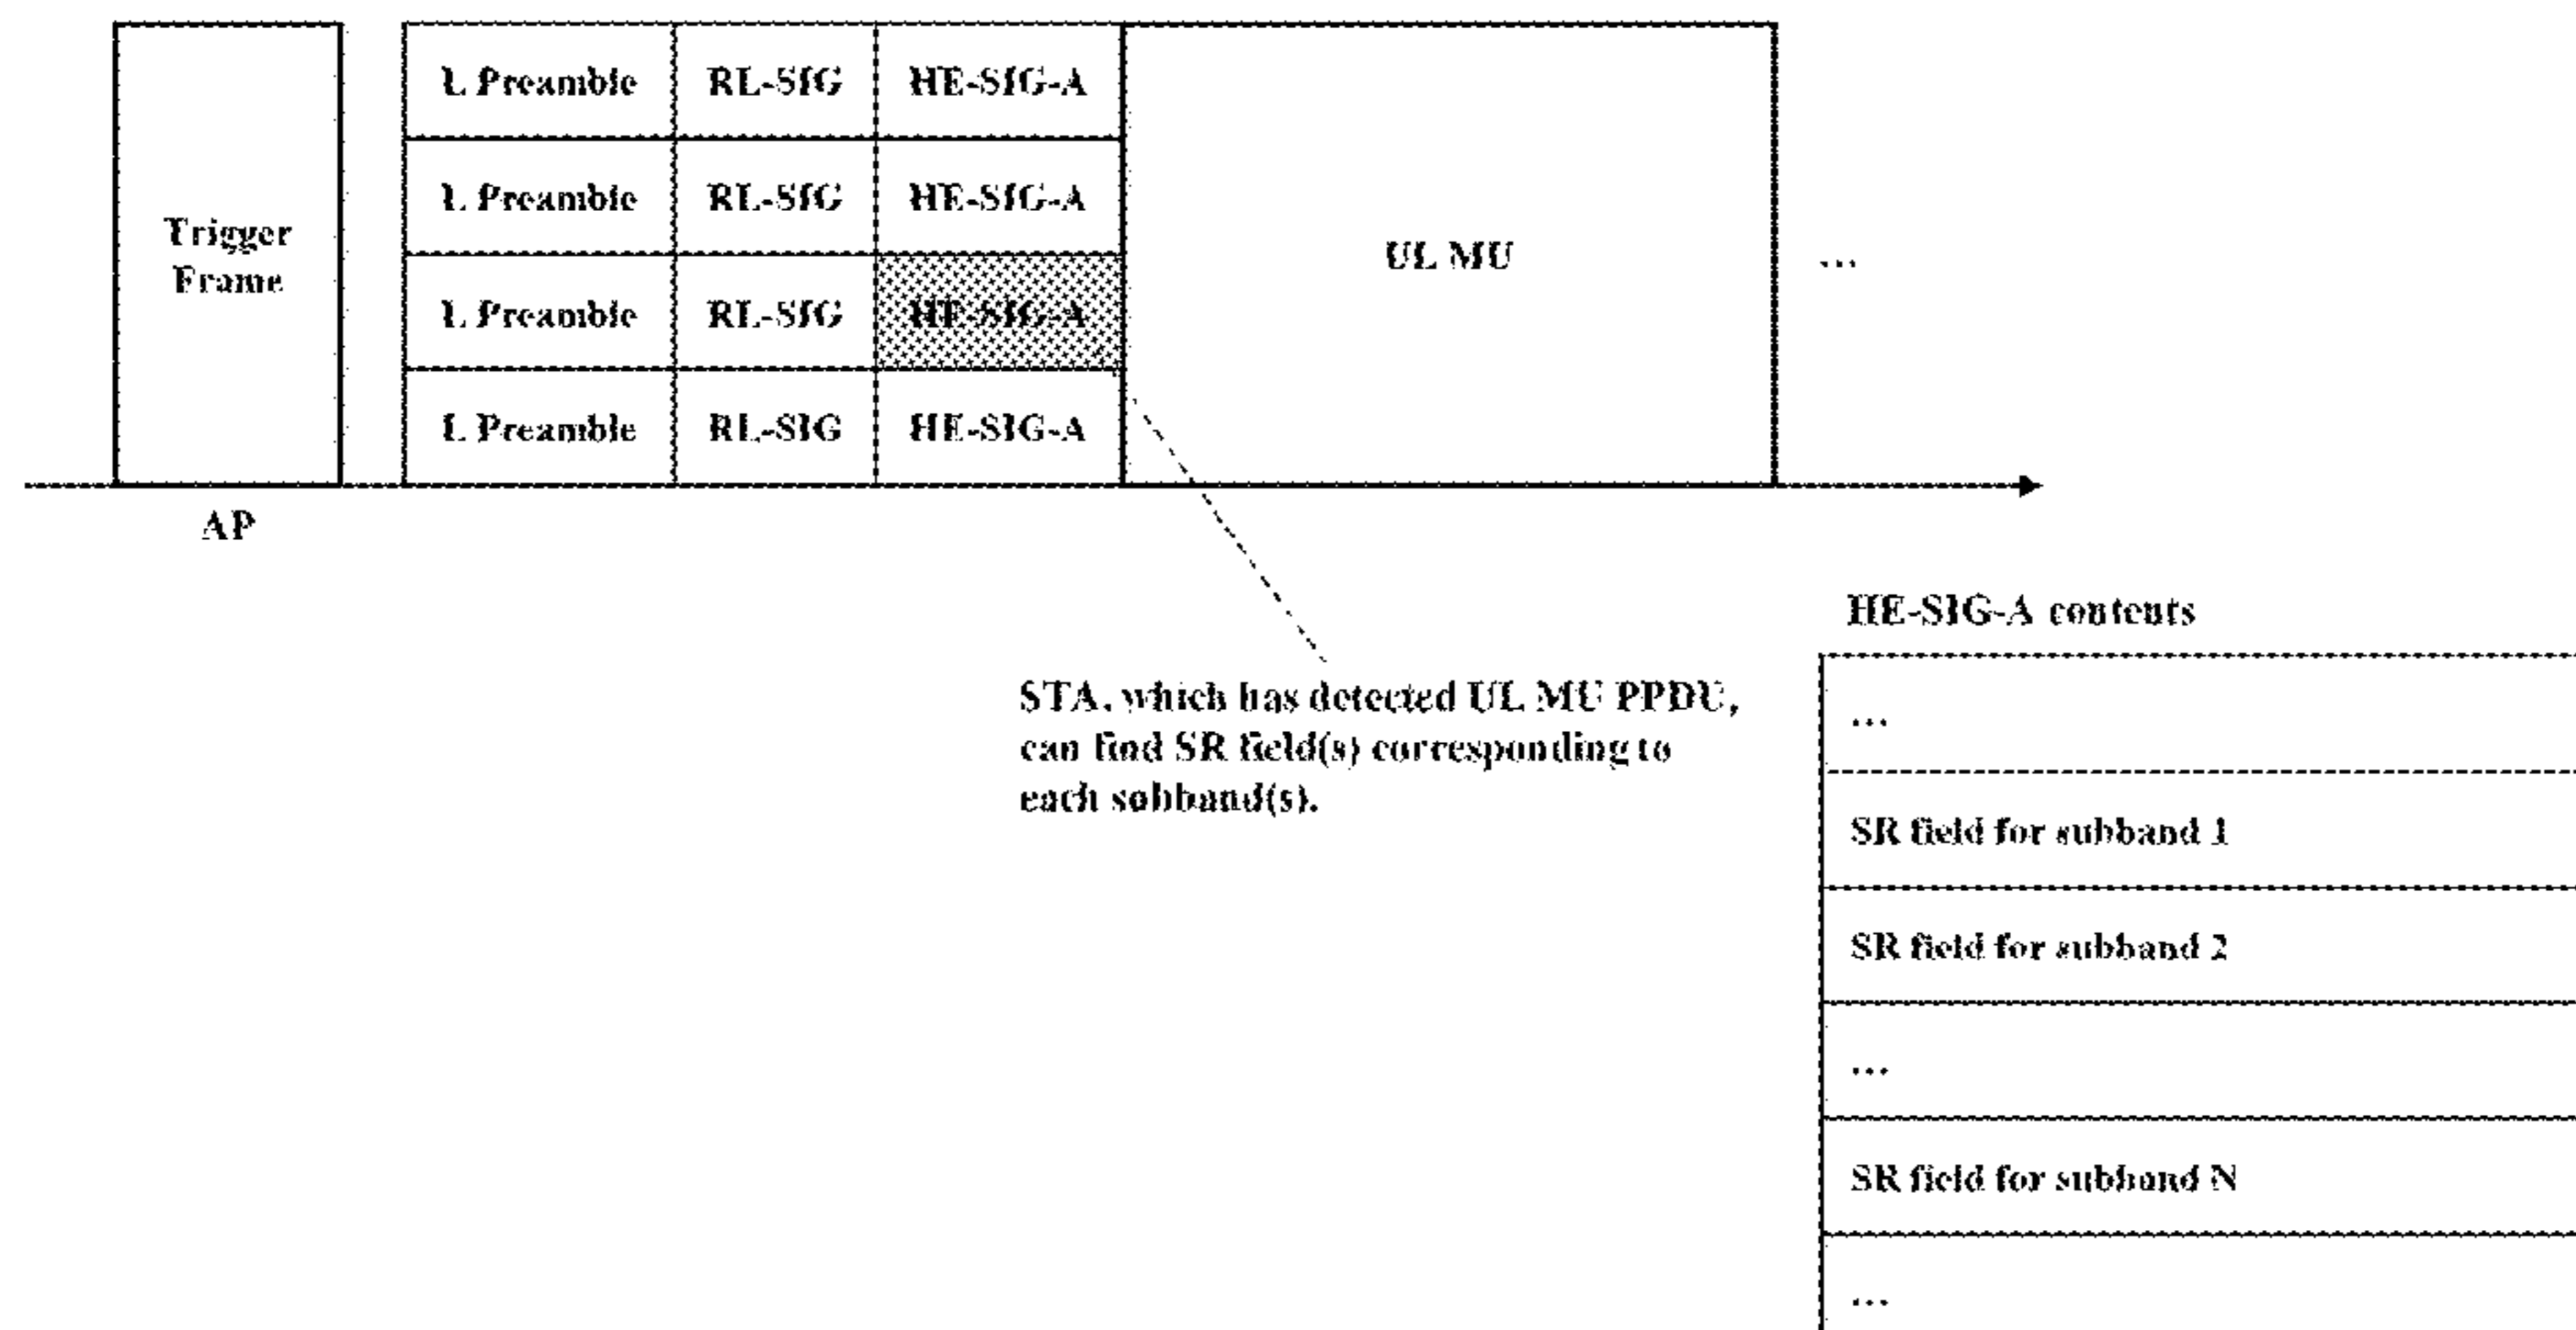 Trigger
Frame
L Preamble RL-SIG HE-SIG-A
L Preamble RL-SIG HE-SIG-A
L Preamble RL-SIG HE-SIG-A
L Preamble RL-SIG HE-SIG-A
UL MU
...
AP
STA, which has detected UL MU PPDU,
can find SR field(s) corresponding to
each subband(s).
HE-SIG-A contents
...
SR field for subband 1
SR field for subband 2
...
SR field for subband N
...